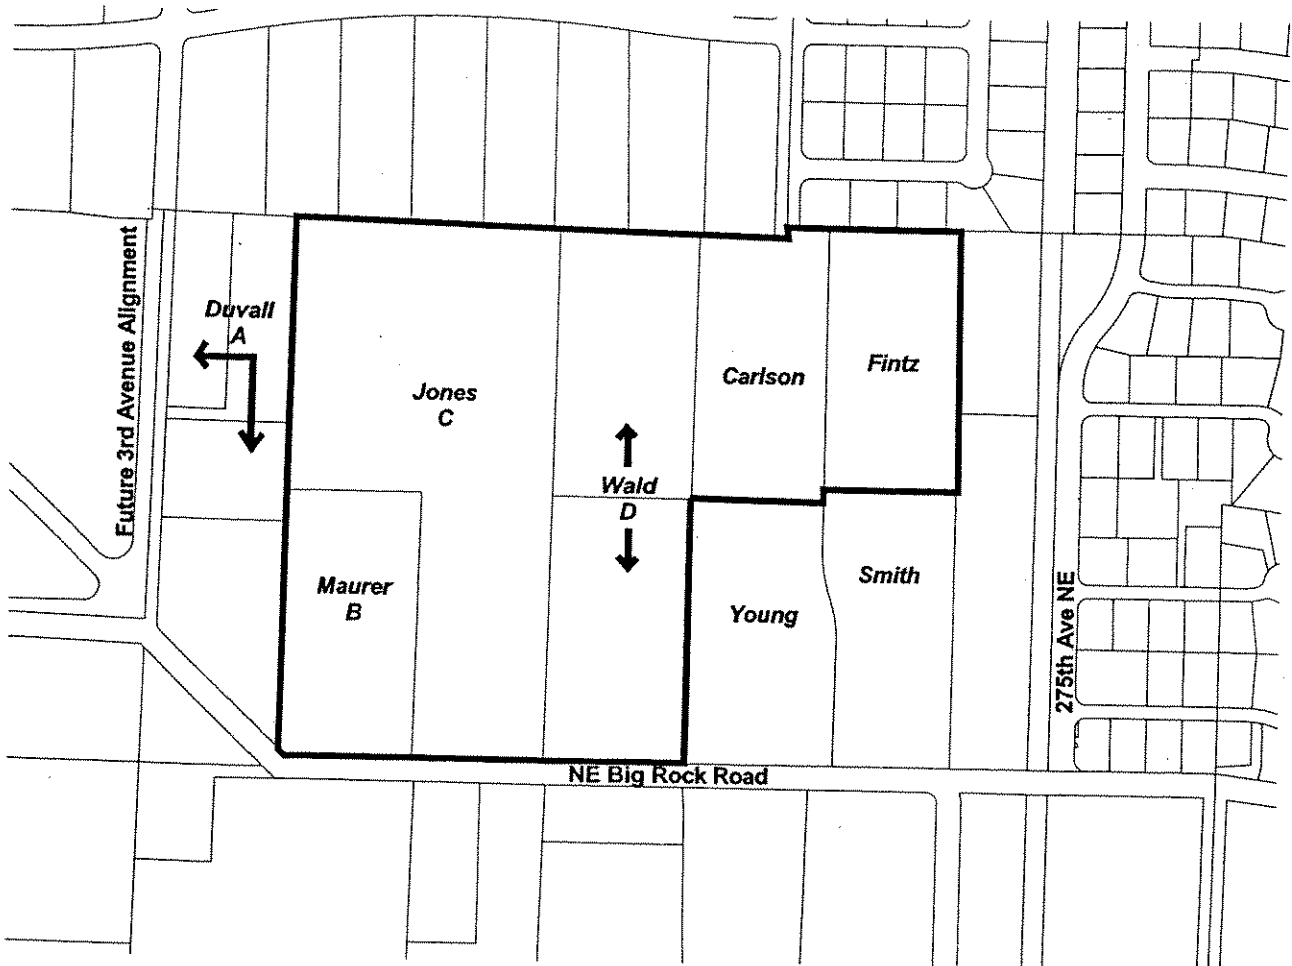 Future 3rd Avenue Alignment
Duvall
A
Jones
C
Carlson
Fintz
Wald
D
Maurer
B
Young
Smith
275th Ave NE
NE Big Rock Road